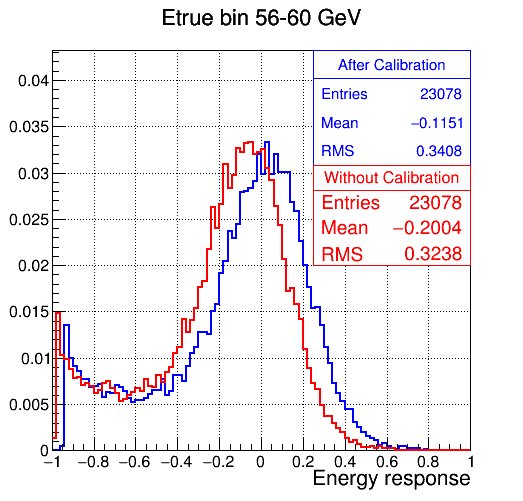 Etrue bin 56-60 GeV
After Calibration
Entries 23078
Mean −0.1151
RMS 0.3408
Without Calibration
Entries 23078
Mean −0.2004
RMS 0.3238
0.04
0.035
0.03
0.025
0.02
0.015
0.01
0.005
0
−1 −0.8 −0.6 −0.4 −0.2 0 0.2 0.4 0.6 0.8 1
Energy response